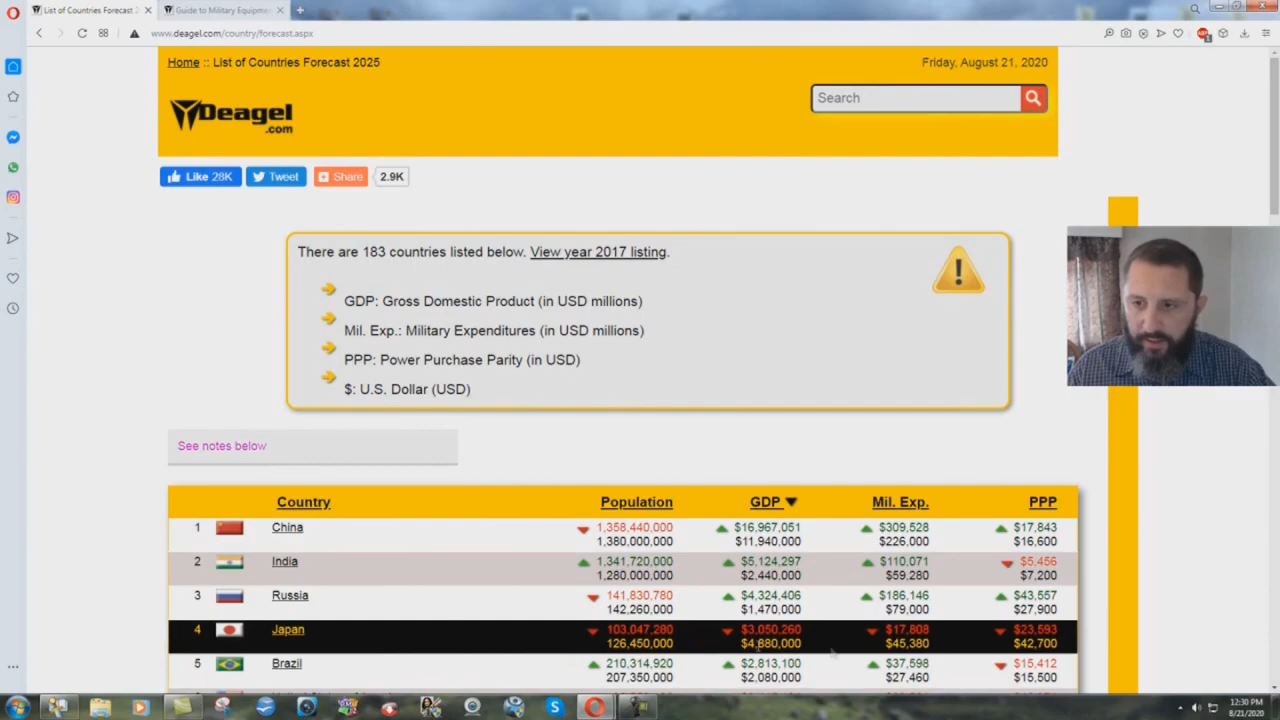 List of Countries Forecast 2
Guide to Military Equipme
www.deagel.com/country/forecast.aspx
Home :: List of Countries Forecast 2025
Friday, August 21, 2020
Deagel
.com
Search
Like 28K
Tweet
Share
2.9K
There are 183 countries listed below. View year 2017 listing.
GDP: Gross Domestic Product (in USD millions)
Mil. Exp.: Military Expenditures (in USD millions)
PPP: Power Purchase Parity (in USD)
$: U.S. Dollar (USD)
See notes below
Country Population GDP Mil. Exp. PPP
1 China 1,358,440,000 $16,967,051 $309,528 $17,843
1,380,000,000 $11,940,000 $226,000 $16,600
2 India 1,341,720,000 $5,124,297 $110,071 $5,456
1,280,000,000 $2,440,000 $59,280 $7,200
3 Russia 141,830,780 $4,324,406 $186,146 $43,557
142,260,000 $1,470,000 $79,000 $27,900
4 Japan 103,047,280 $3,050,260 $17,808 $23,593
126,450,000 $4,880,000 $45,380 $42,700
5 Brazil 210,314,920 $2,813,100 $37,598 $15,412
207,350,000 $2,080,000 $27,460 $15,500
12:30 PM
8/21/2020